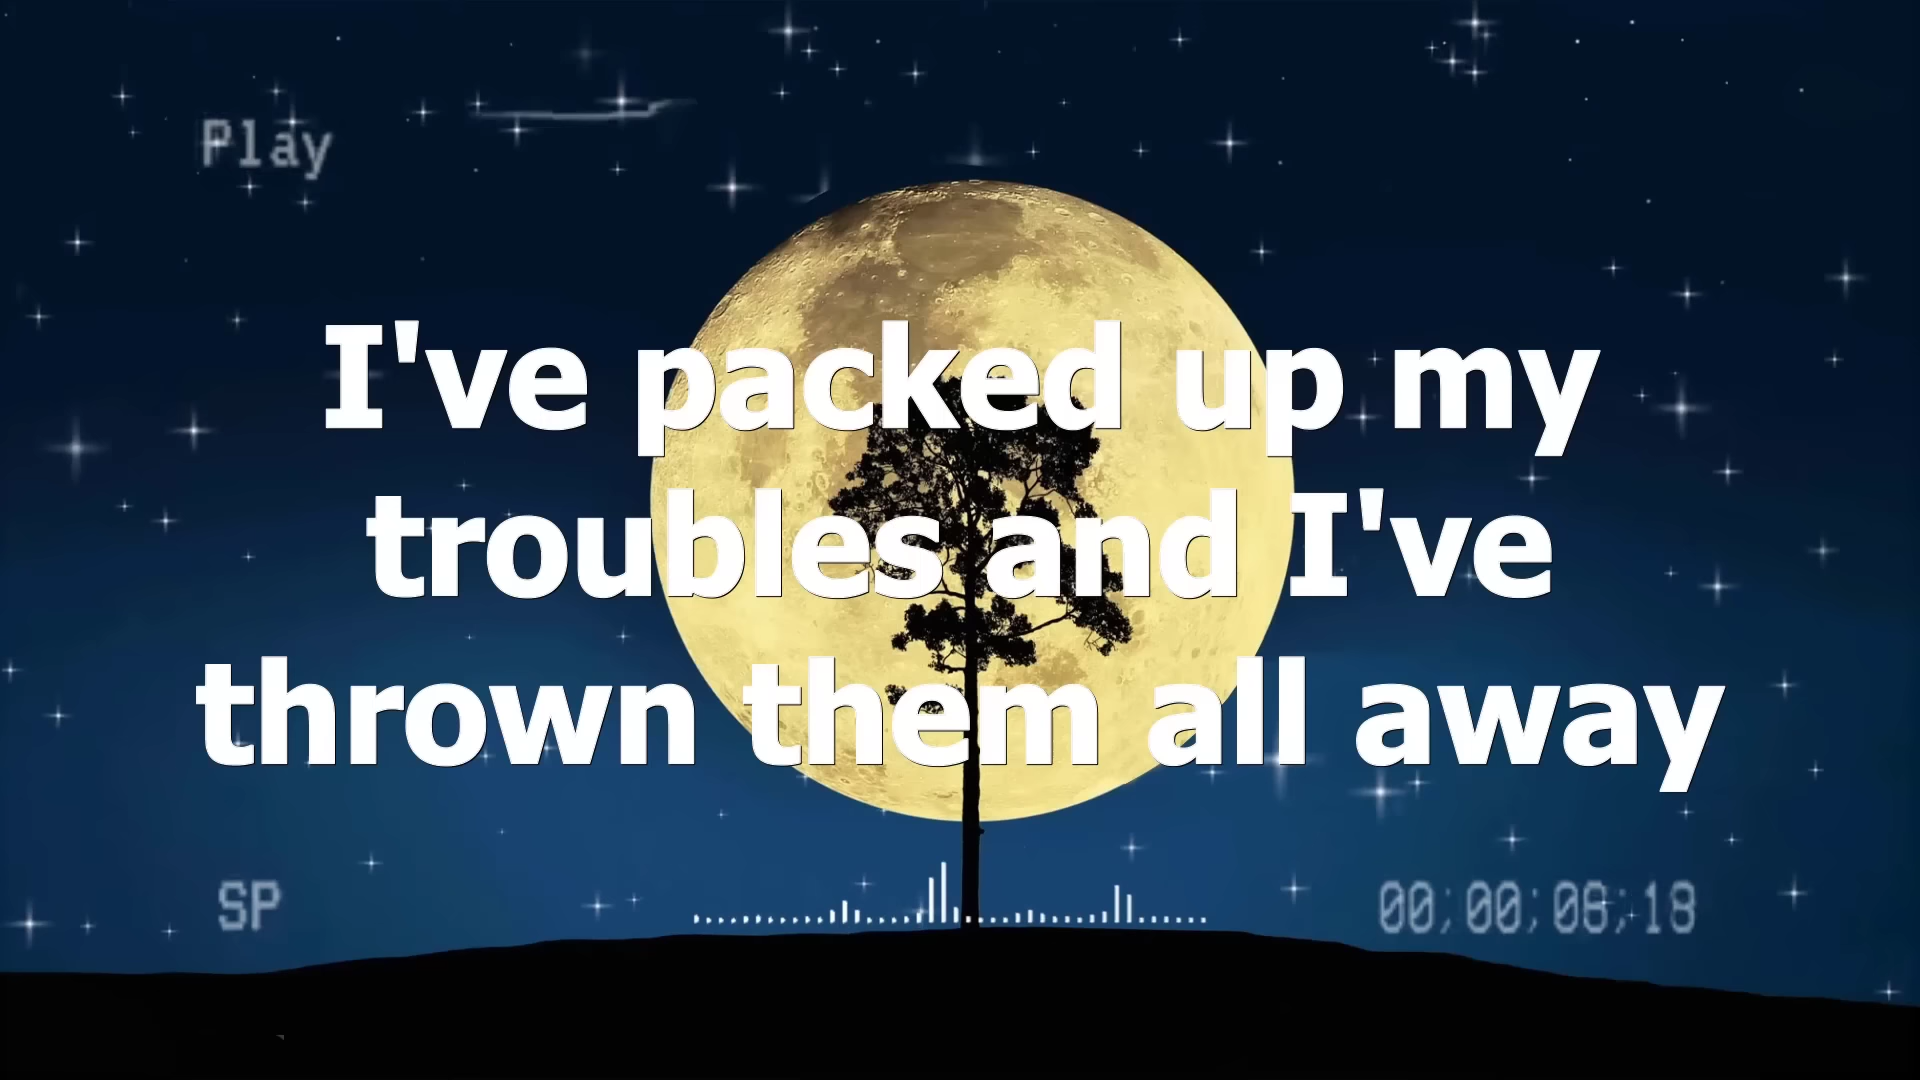 Play
I've packed up my
troubles and I've
thrown them all away
SP
00;00;06;18